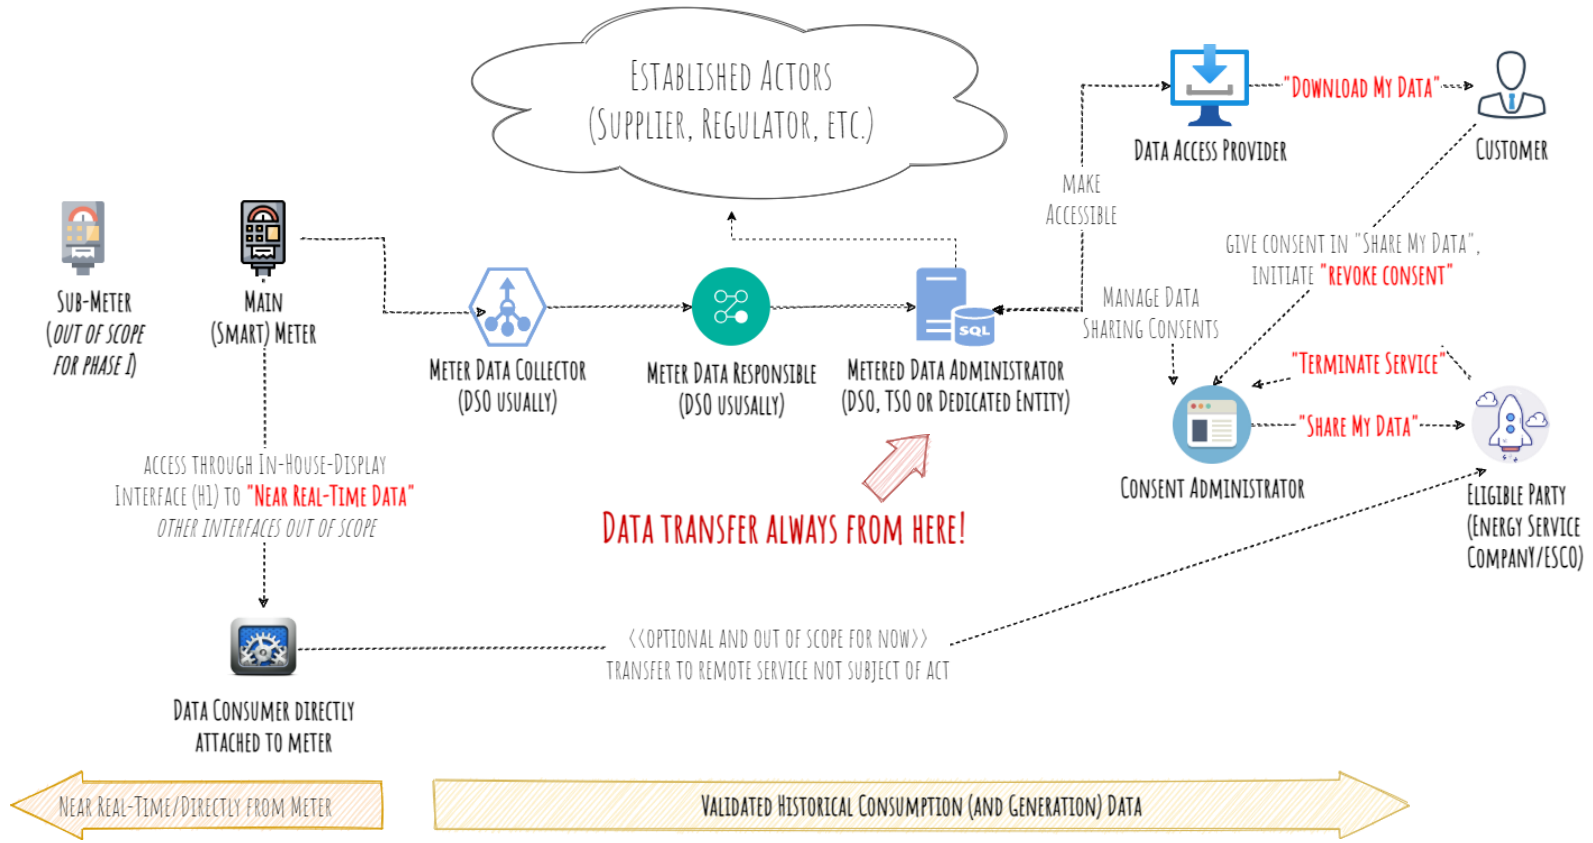 ESTABLISHED ACTORS
(SUPPLIER, REGULATOR, ETC.)
"DOWNLOAD MY DATA"
DATA ACCESS PROVIDER
CUSTOMER
MAKE
ACCESSIBLE
GIVE CONSENT IN "SHARE MY DATA",
INITIATE "REVOKE CONSENT"
SUB-METER
(OUT OF SCOPE
FOR PHASE 1)
MAIN
(SMART) METER
SQL
MANAGE DATA
SHARING CONSENTS
METER DATA COLLECTOR
(DSO USUALLY)
METER DATA RESPONSIBLE
(DSO USUSALLY)
METERED DATA ADMINISTRATOR
(DSO, TSO OR DEDICATED ENTITY)
"TERMINATE SERVICE"
"SHARE MY DATA"
CONSENT ADMINISTRATOR
ELIGIBLE PARTY
(ENERGY SERVICE
COMPANY/ESCO)
ACCESS THROUGH IN-HOUSE-DISPLAY
INTERFACE (H1) TO "NEAR REAL-TIME DATA"
OTHER INTERFACES OUT OF SCOPE
DATA TRANSFER ALWAYS FROM HERE!
<<OPTIONAL AND OUT OF SCOPE FOR NOW>>
TRANSFER TO REMOTE SERVICE NOT SUBJECT OF ACT
DATA CONSUMER DIRECTLY
ATTACHED TO METER
NEAR REAL-TIME/DIRECTLY FROM METER
VALIDATED HISTORICAL CONSUMPTION (AND GENERATION) DATA